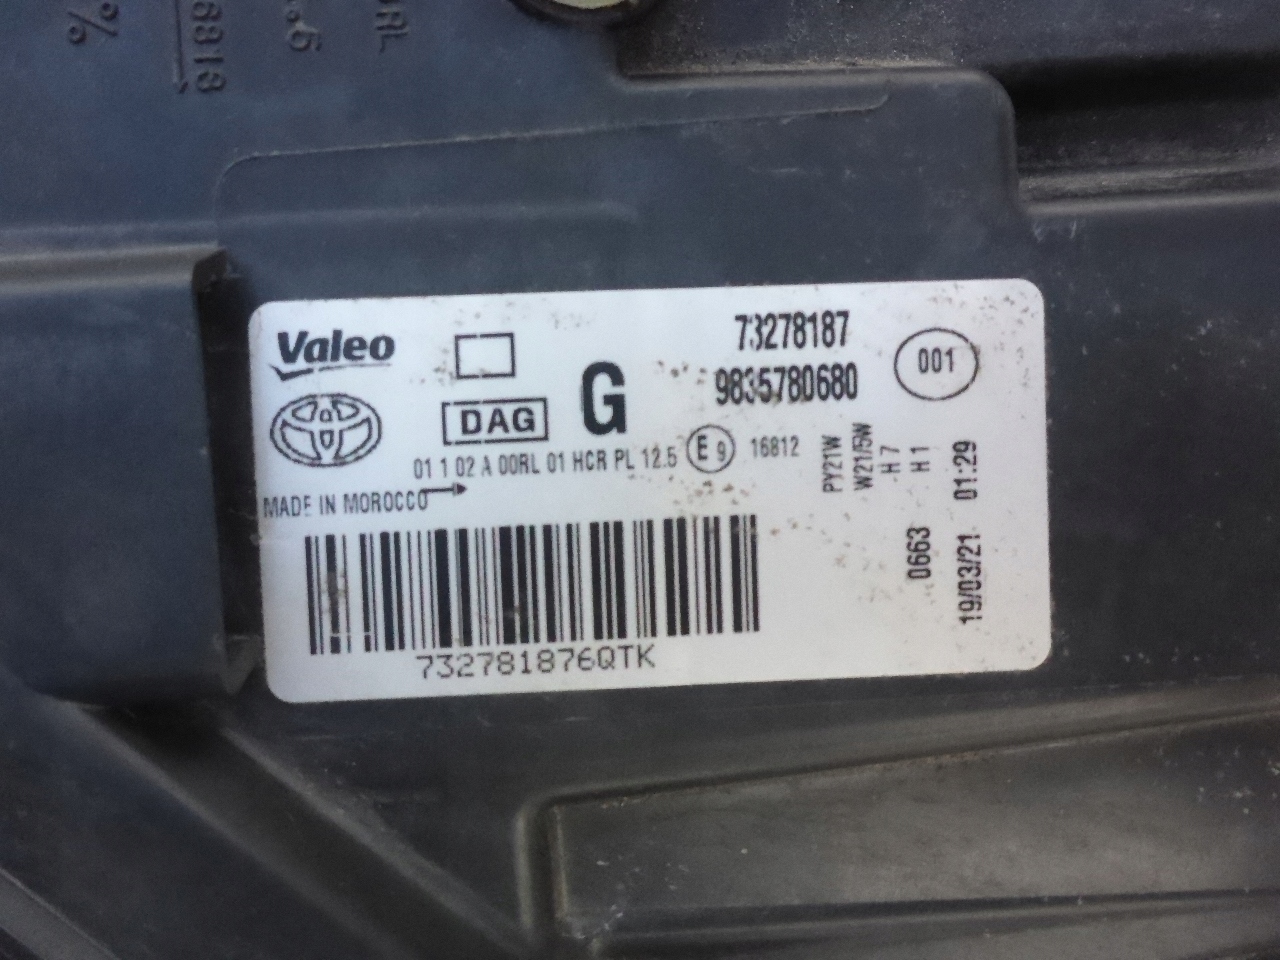 Valeo
73278187
9835780680
001
DAG
G
01 1 02 A 00RL 01 HCR PL 12.5
E 9
16812
MADE IN MOROCCO
PY21W
W21/5W
H7
H1
0663
19/03/21 01:29
732781876QTK